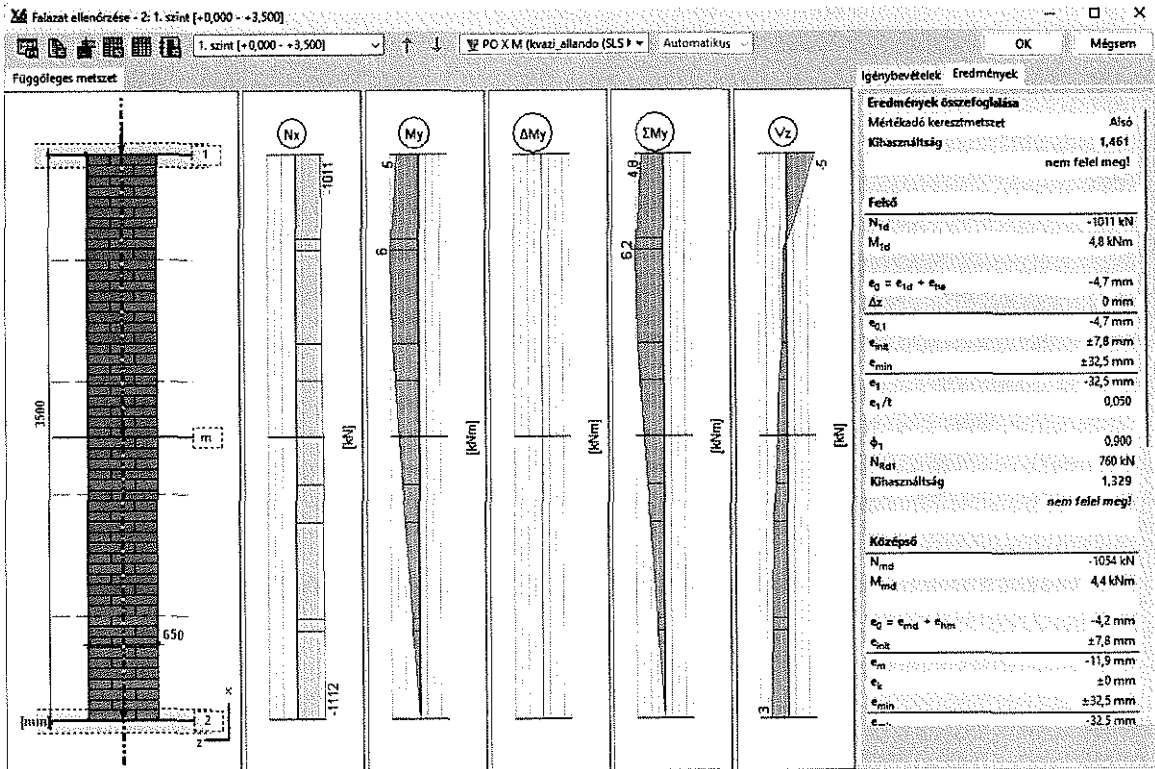 X6 Falazat ellenőrzése - 2: 1. szint [+0,000 - +3,500]
1. szint [+0,000 - +3,500]
PO X M (kvazi_allando (SLS
Automatikus
OK
Mégsem
Függőleges metszet
Igénybevételek
Eredmények
1
m
2
3500
650
[mm]
x
z
Nx
-1011
-1112
[kN]
My
5
6
[kNm]
ΔMy
[kNm]
ΣMy
4,8
6,2
[kNm]
Vz
-5
3
[kN]
Eredmények összefoglalása
Mértékadó keresztmetszet Alsó
Kihasználtság 1,461
nem felel meg!
Felső
N1d -1011 kN
M1d 4,8 kNm
e0 = e1d + ehe -4,7 mm
Δz 0 mm
e0,1 -4,7 mm
einit ±7,8 mm
emin ±32,5 mm
e1 -32,5 mm
e1/t 0,050
ϕ1 0,900
NRd1 760 kN
Kihasználtság 1,329
nem felel meg!
Középső
Nmd -1054 kN
Mmd 4,4 kNm
e0 = emd + ehm -4,2 mm
einit ±7,8 mm
em -11,9 mm
ek ±0 mm
emin ±32,5 mm
-32,5 mm